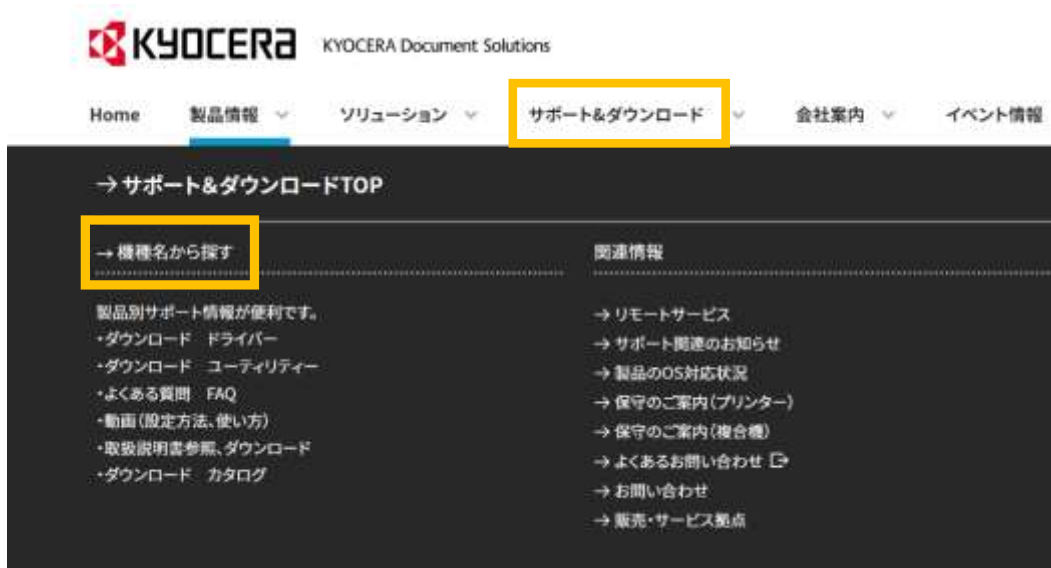 KYOCERA KYOCERA Document Solutions
Home 製品情報 ソリューション サポート&ダウンロード 会社案内 イベント情報
→サポート&ダウンロードTOP
→機種名から探す
関連情報
製品別サポート情報が便利です。
・ダウンロード ドライバー
・ダウンロード ユーティリティー
・よくある質問 FAQ
・動画(設定方法、使い方)
・取扱説明書参照、ダウンロード
・ダウンロード カタログ
→リモートサービス
→サポート関連のお知らせ
→製品のOS対応状況
→保守のご案内(プリンター)
→保守のご案内(複合機)
→よくあるお問い合わせ
→お問い合わせ
→販売・サービス拠点